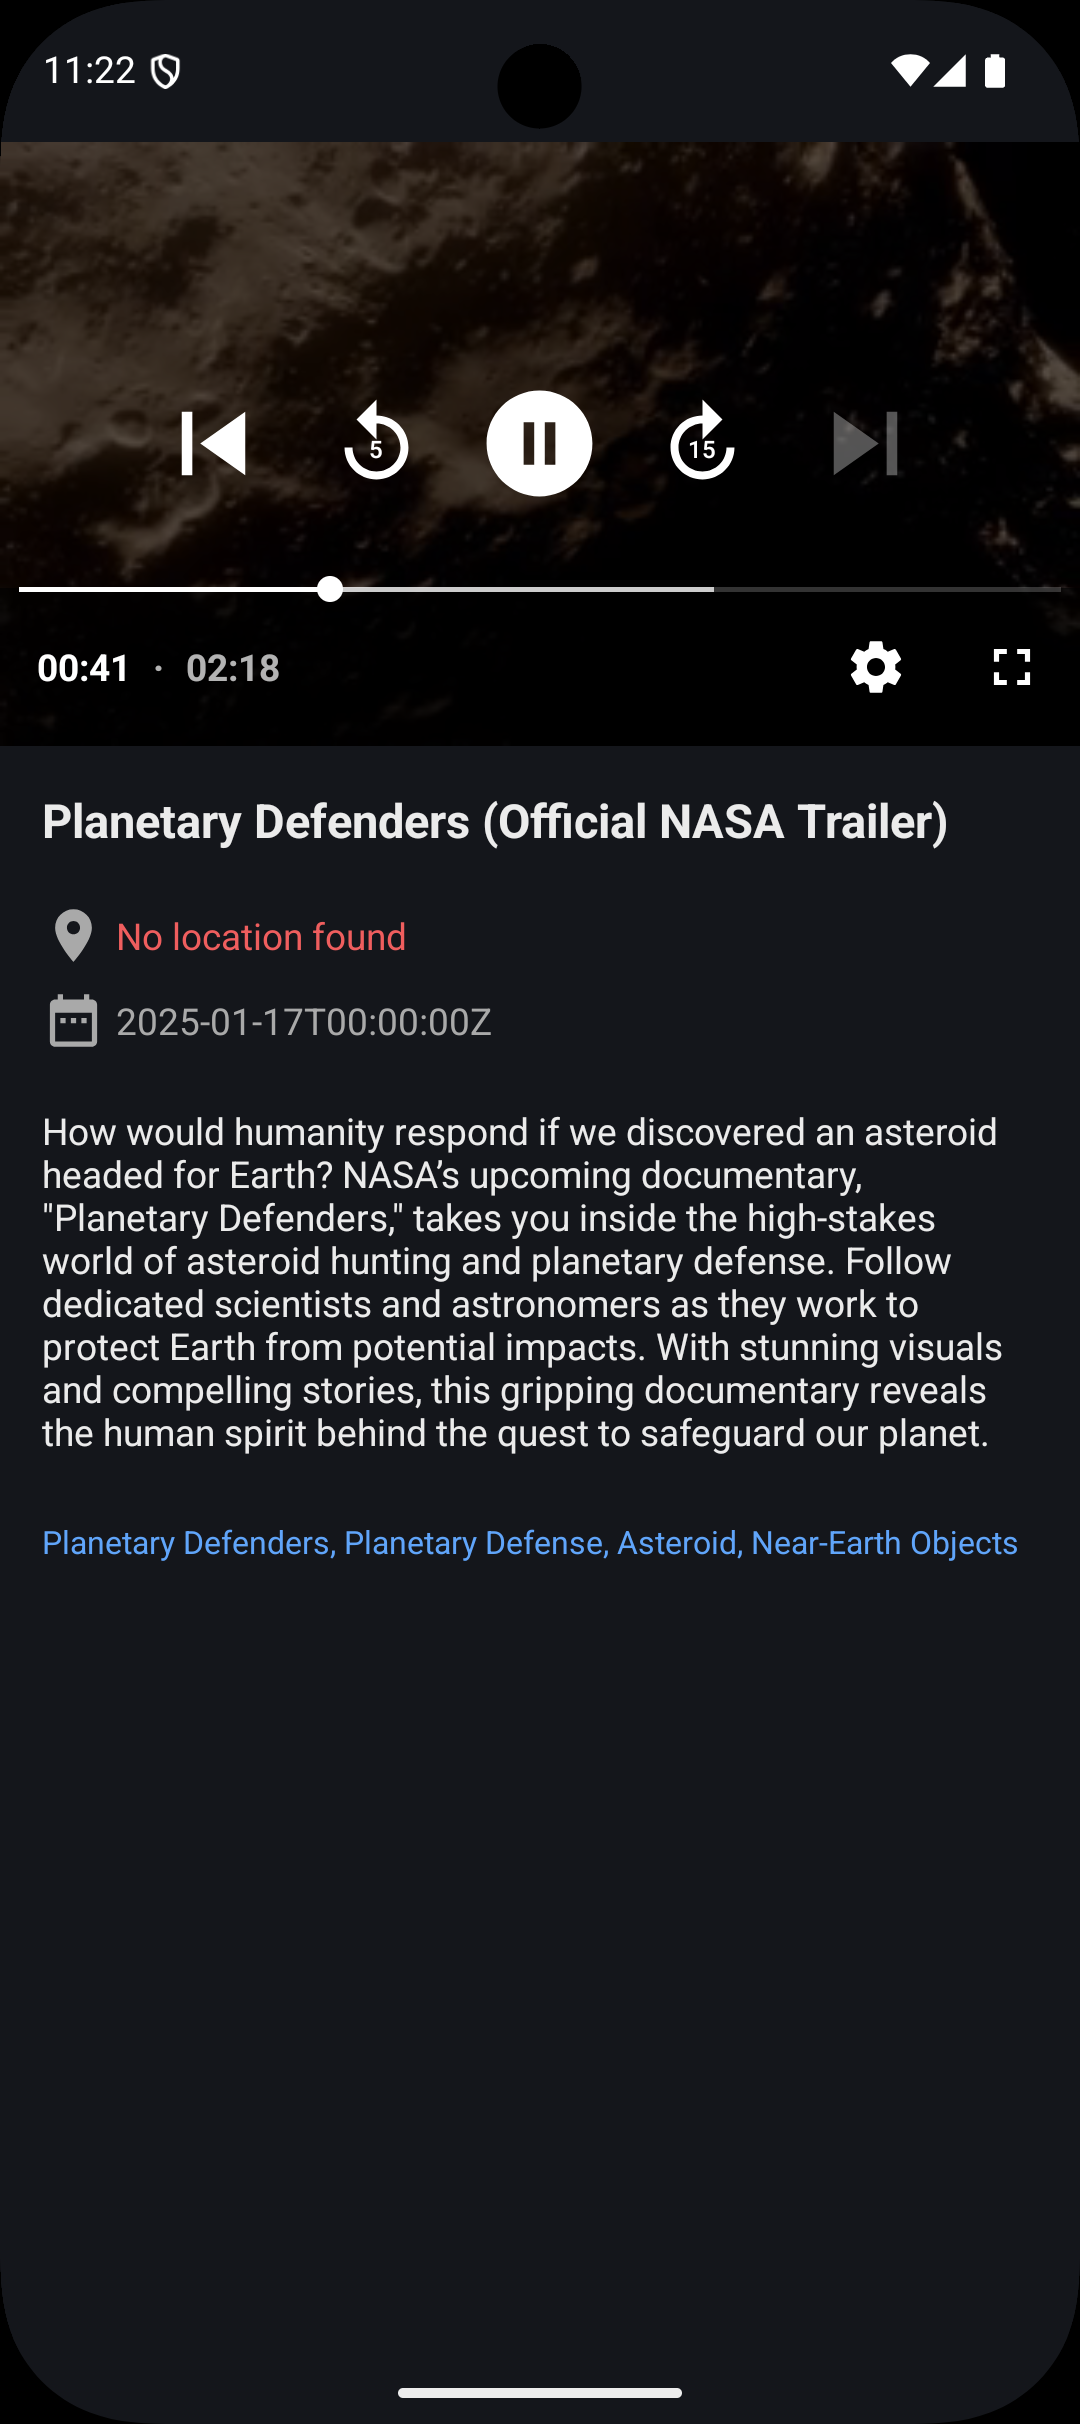 11:22
5
15
00:41 · 02:18
Planetary Defenders (Official NASA Trailer)
No location found
2025-01-17T00:00:00Z
How would humanity respond if we discovered an asteroid
headed for Earth? NASA’s upcoming documentary,
"Planetary Defenders," takes you inside the high-stakes
world of asteroid hunting and planetary defense. Follow
dedicated scientists and astronomers as they work to
protect Earth from potential impacts. With stunning visuals
and compelling stories, this gripping documentary reveals
the human spirit behind the quest to safeguard our planet.
Planetary Defenders, Planetary Defense, Asteroid, Near-Earth Objects